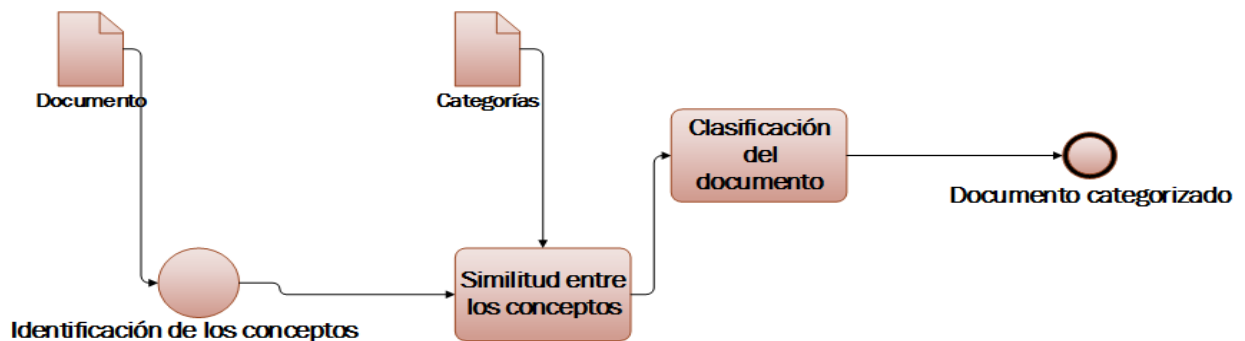 Documento
Categorías
Clasificación
del
documento
Documento categorizado
Similitud entre
los conceptos
Identificación de los conceptos